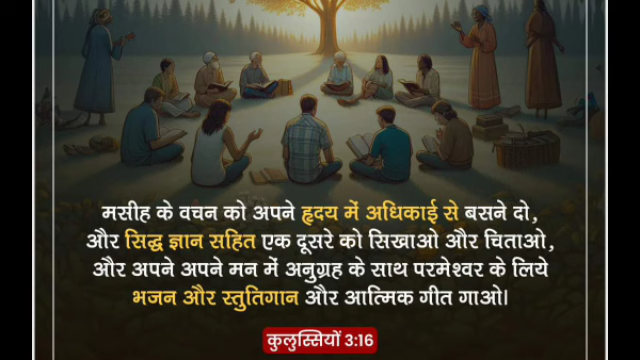 मसीह के वचन को अपने हृदय में अधिकाई से बसने दो,
और सिद्ध ज्ञान सहित एक दूसरे को सिखाओ और चिताओ,
और अपने अपने मन में अनुग्रह के साथ परमेश्वर के लिये
भजन और स्तुतिगान और आत्मिक गीत गाओ।
कुलुस्सियों 3:16